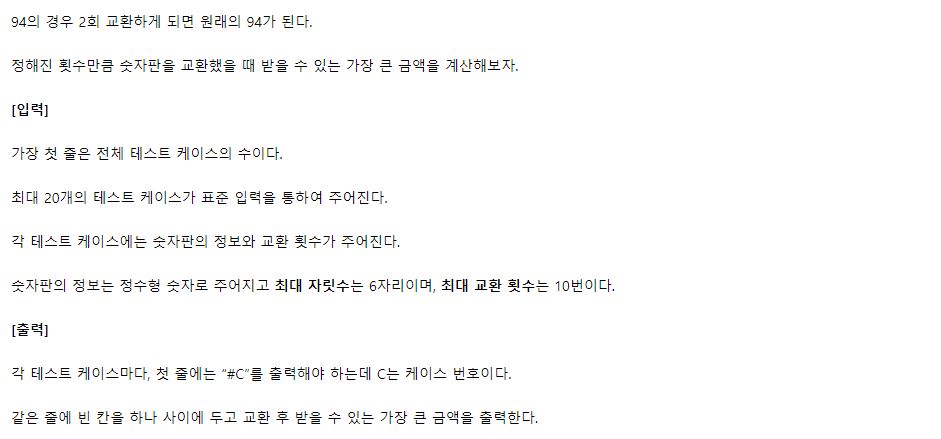 94의 경우 2회 교환하게 되면 원래의 94가 된다.
정해진 횟수만큼 숫자판을 교환했을 때 받을 수 있는 가장 큰 금액을 계산해보자.
[입력]
가장 첫 줄은 전체 테스트 케이스의 수이다.
최대 20개의 테스트 케이스가 표준 입력을 통하여 주어진다.
각 테스트 케이스에는 숫자판의 정보와 교환 횟수가 주어진다.
숫자판의 정보는 정수형 숫자로 주어지고 최대 자릿수는 6자리이며, 최대 교환 횟수는 10번이다.
[출력]
각 테스트 케이스마다, 첫 줄에는 “#C”를 출력해야 하는데 C는 케이스 번호이다.
같은 줄에 빈 칸을 하나 사이에 두고 교환 후 받을 수 있는 가장 큰 금액을 출력한다.